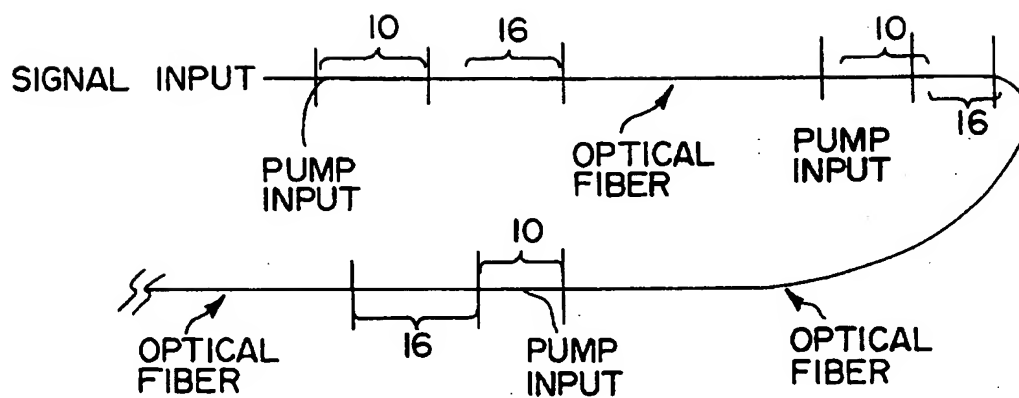 10
16
10
SIGNAL INPUT
16
PUMP
INPUT
OPTICAL
FIBER
PUMP
INPUT
10
16
OPTICAL
FIBER
PUMP
INPUT
OPTICAL
FIBER